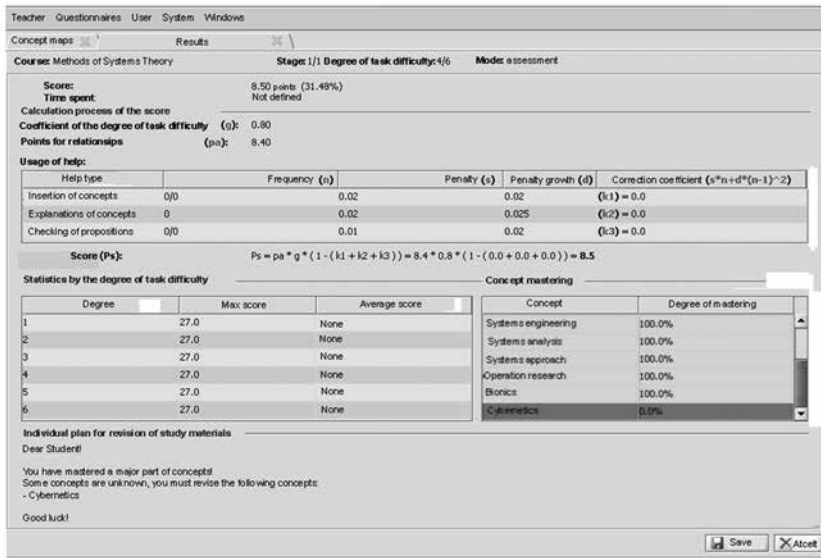 Teacher Questionnaires User System Windows
Concept maps Results
Course: Methods of Systems Theory Stage: 1/1 Degree of task difficulty: 4/6 Mode: assessment
Score: 8.50 points (31.48%)
Time spent Not defined
Calculation process of the score
Coefficient of the degree of task difficulty (g): 0.80
Points for relationsips (pa): 8.40
Usage of help:
Help type Frequency (n) Penalty (s) Penalty growth (d) Correction coefficient (s*n+d*(n-1)^2)
Insertion of concepts 0/0 0.02 0.02 (k1) = 0.0
Explanations of concepts 0 0.02 0.025 (k2) = 0.0
Checking of propositions 0/0 0.01 0.02 (k3) = 0.0
Score (Ps): Ps = pa * g * ( 1 - ( k1 + k2 + k3 ) ) = 8.4 * 0.8 * ( 1 - ( 0.0 + 0.0 + 0.0 ) ) = 8.5
Statistics by the degree of task difficulty Concept mastering
Degree Max score Average score Concept Degree of mastering
1 27.0 None Systems engineering 100.0%
2 27.0 None Systems analysis 100.0%
3 27.0 None Systems approach 100.0%
4 27.0 None Operation research 100.0%
5 27.0 None Bionics 100.0%
6 27.0 None Cybernetics 0.0%
Individual plan for revision of study materials
Dear Student!
You have mastered a major part of concepts!
Some concepts are unknown, you must revise the following concepts:
- Cybernetics
Good luck!
Save Atcelt